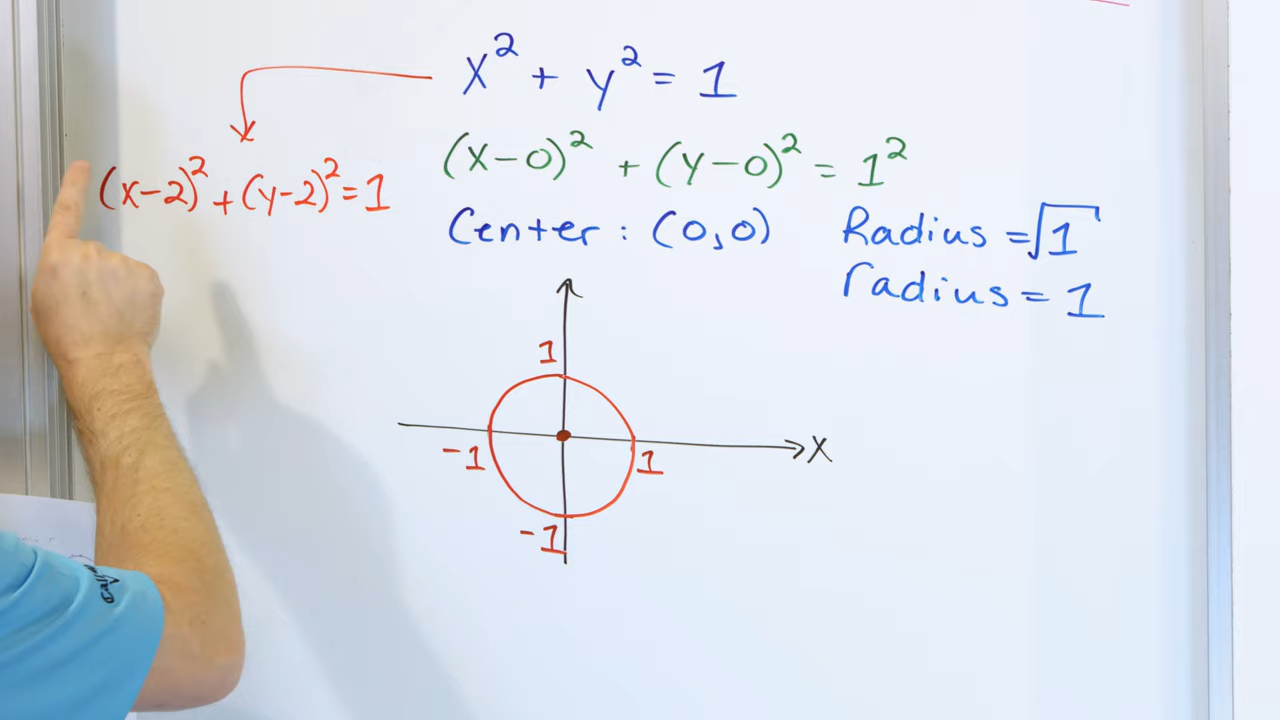 x² + y² = 1
(x-0)² + (y-0)² = 1²
(x-2)² + (y-2)² = 1
Center: (0,0) Radius = √1
radius = 1
1
-1 1 X
-1